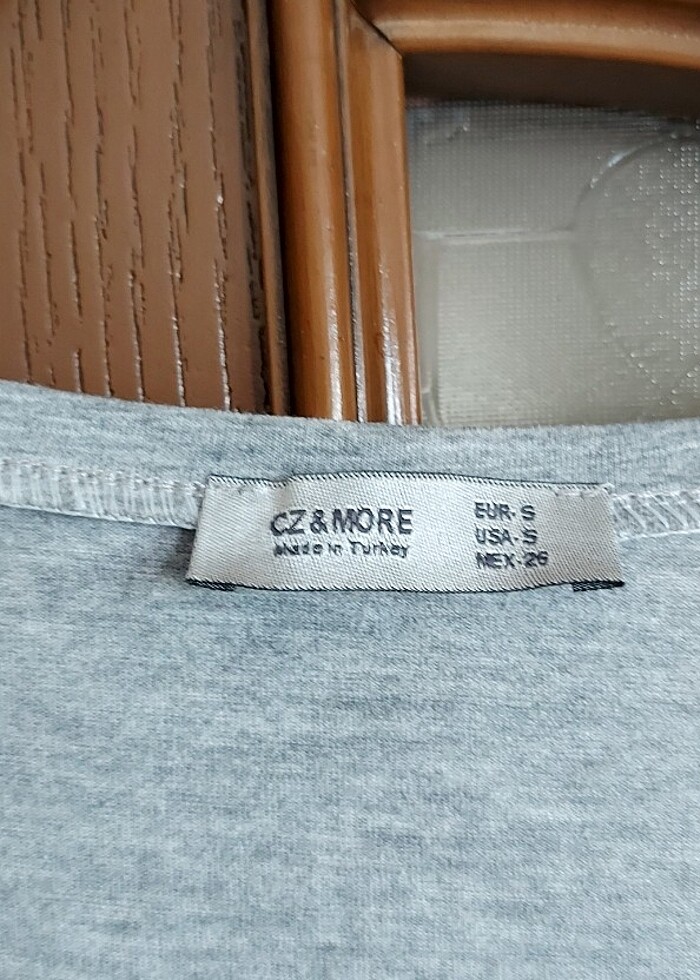 CZ & MORE
Made in Turkey
EUR-S
USA-S
MEX-26